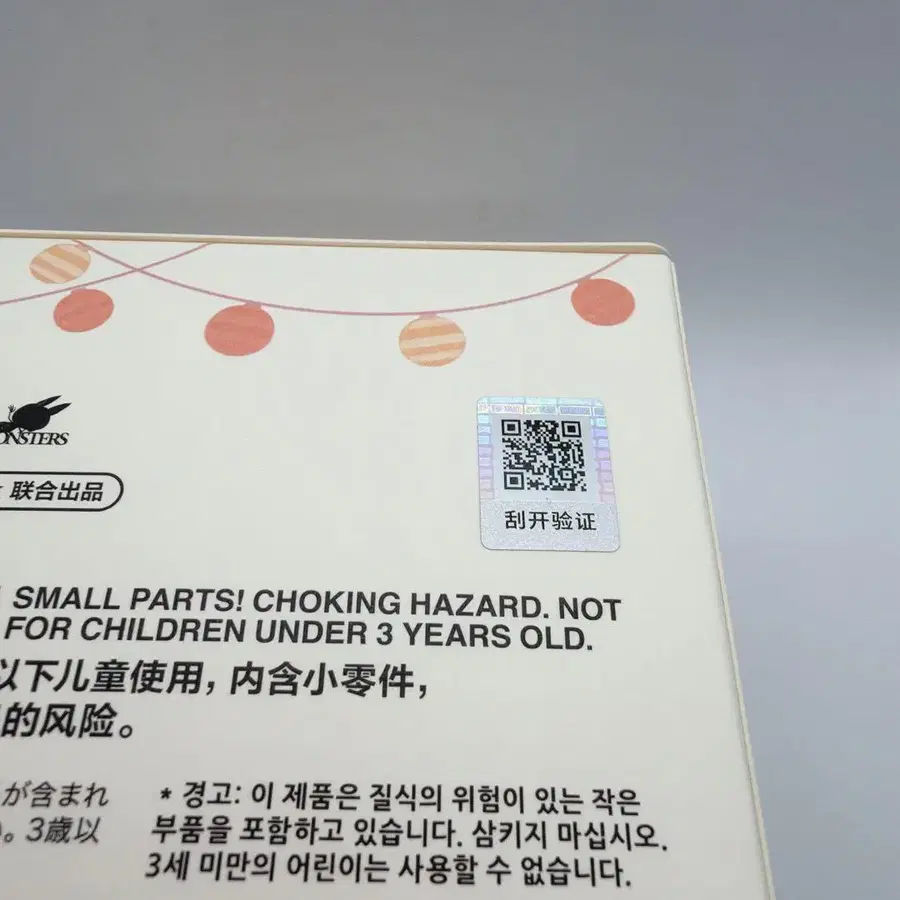 ONSTERS
联合出品
刮开验证
SMALL PARTS! CHOKING HAZARD. NOT
FOR CHILDREN UNDER 3 YEARS OLD.
以下儿童使用，内含小零件，
的风险。
が含まれ
。3歳以
* 경고: 이 제품은 질식의 위험이 있는 작은
부품을 포함하고 있습니다. 삼키지 마십시오.
3세 미만의 어린이는 사용할 수 없습니다.